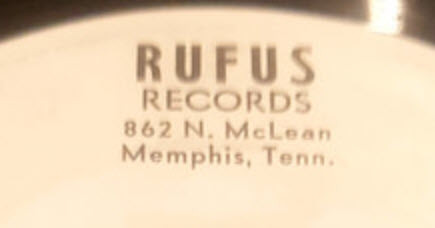 RUFUS
RECORDS
862 N. McLean
Memphis, Tenn.